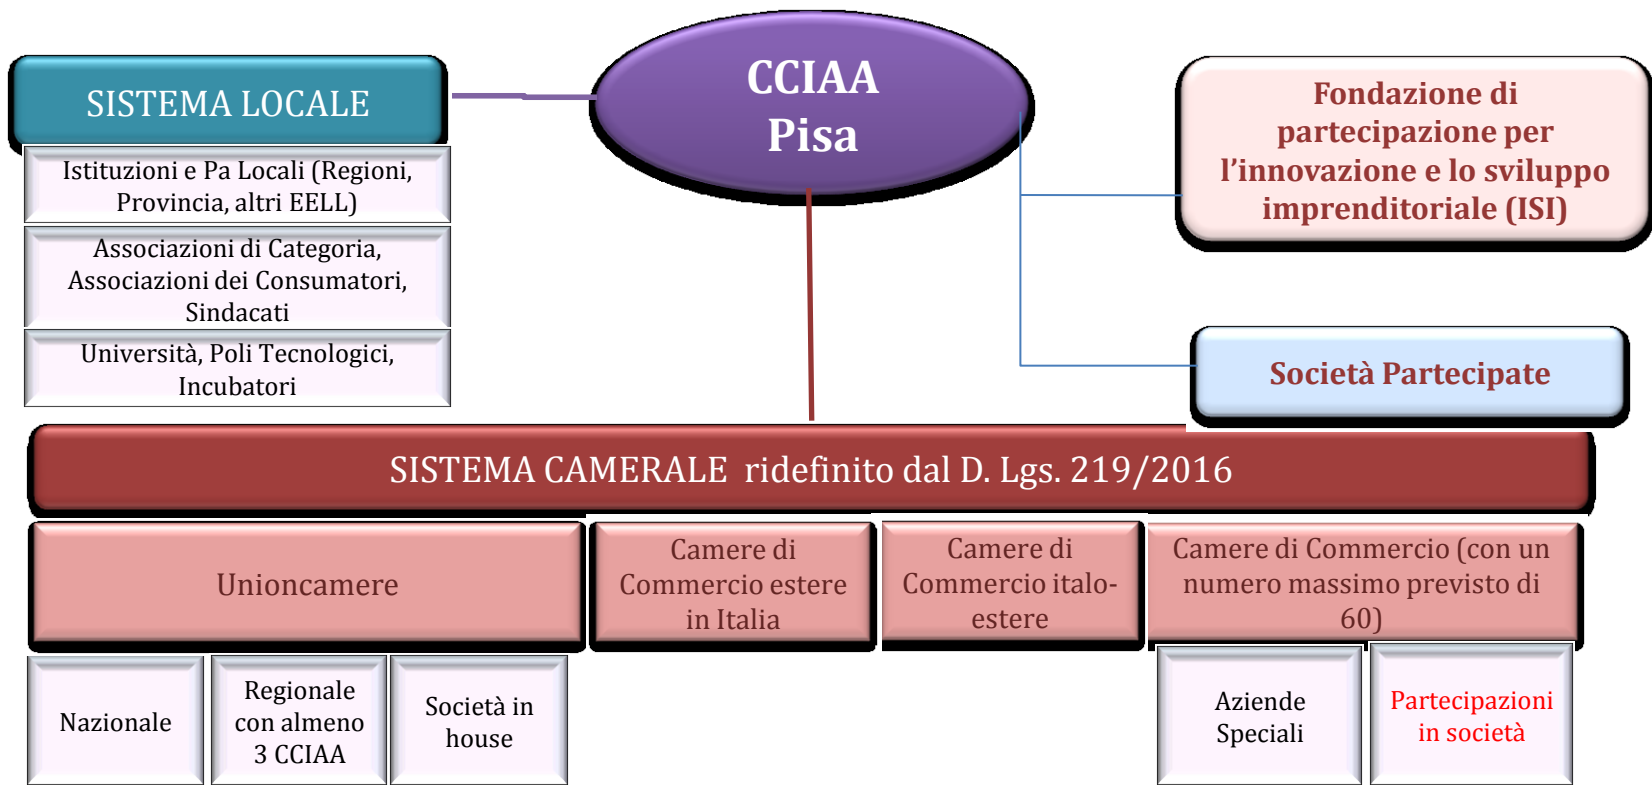 CCIAA
Pisa
SISTEMA LOCALE
Istituzioni e Pa Locali (Regioni,
Provincia, altri EELL)
Associazioni di Categoria,
Associazioni dei Consumatori,
Sindacati
Università, Poli Tecnologici,
Incubatori
Fondazione di
partecipazione per
l’innovazione e lo sviluppo
imprenditoriale (ISI)
Società Partecipate
SISTEMA CAMERALE ridefinito dal D. Lgs. 219/2016
Unioncamere
Camere di
Commercio estere
in Italia
Camere di
Commercio italo-
estere
Camere di Commercio (con un
numero massimo previsto di
60)
Nazionale
Regionale
con almeno
3 CCIAA
Società in
house
Aziende
Speciali
Partecipazioni
in società